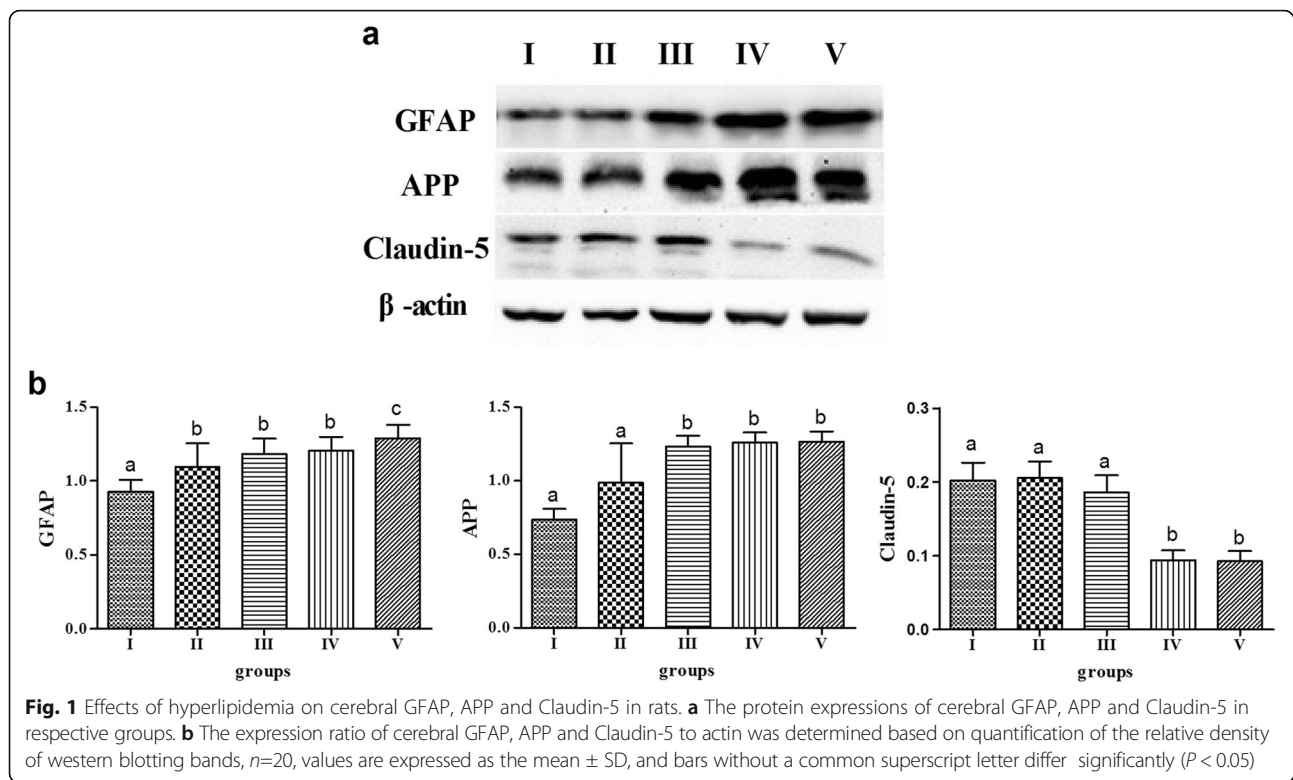 a
I II III IV V
GFAP
APP
Claudin-5
β -actin
b
1.5
1.0
0.5
0.0
GFAP
a b b b c
I II III IV V
groups
1.5
1.0
0.5
0.0
APP
a a b b b
I II III IV V
groups
0.3
0.2
0.1
0.0
Claudin-5
a a a b b
I II III IV V
groups
Fig. 1 Effects of hyperlipidemia on cerebral GFAP, APP and Claudin-5 in rats. a The protein expressions of cerebral GFAP, APP and Claudin-5 in
respective groups. b The expression ratio of cerebral GFAP, APP and Claudin-5 to actin was determined based on quantification of the relative density
of western blotting bands, n=20, values are expressed as the mean ± SD, and bars without a common superscript letter differ significantly (P < 0.05)